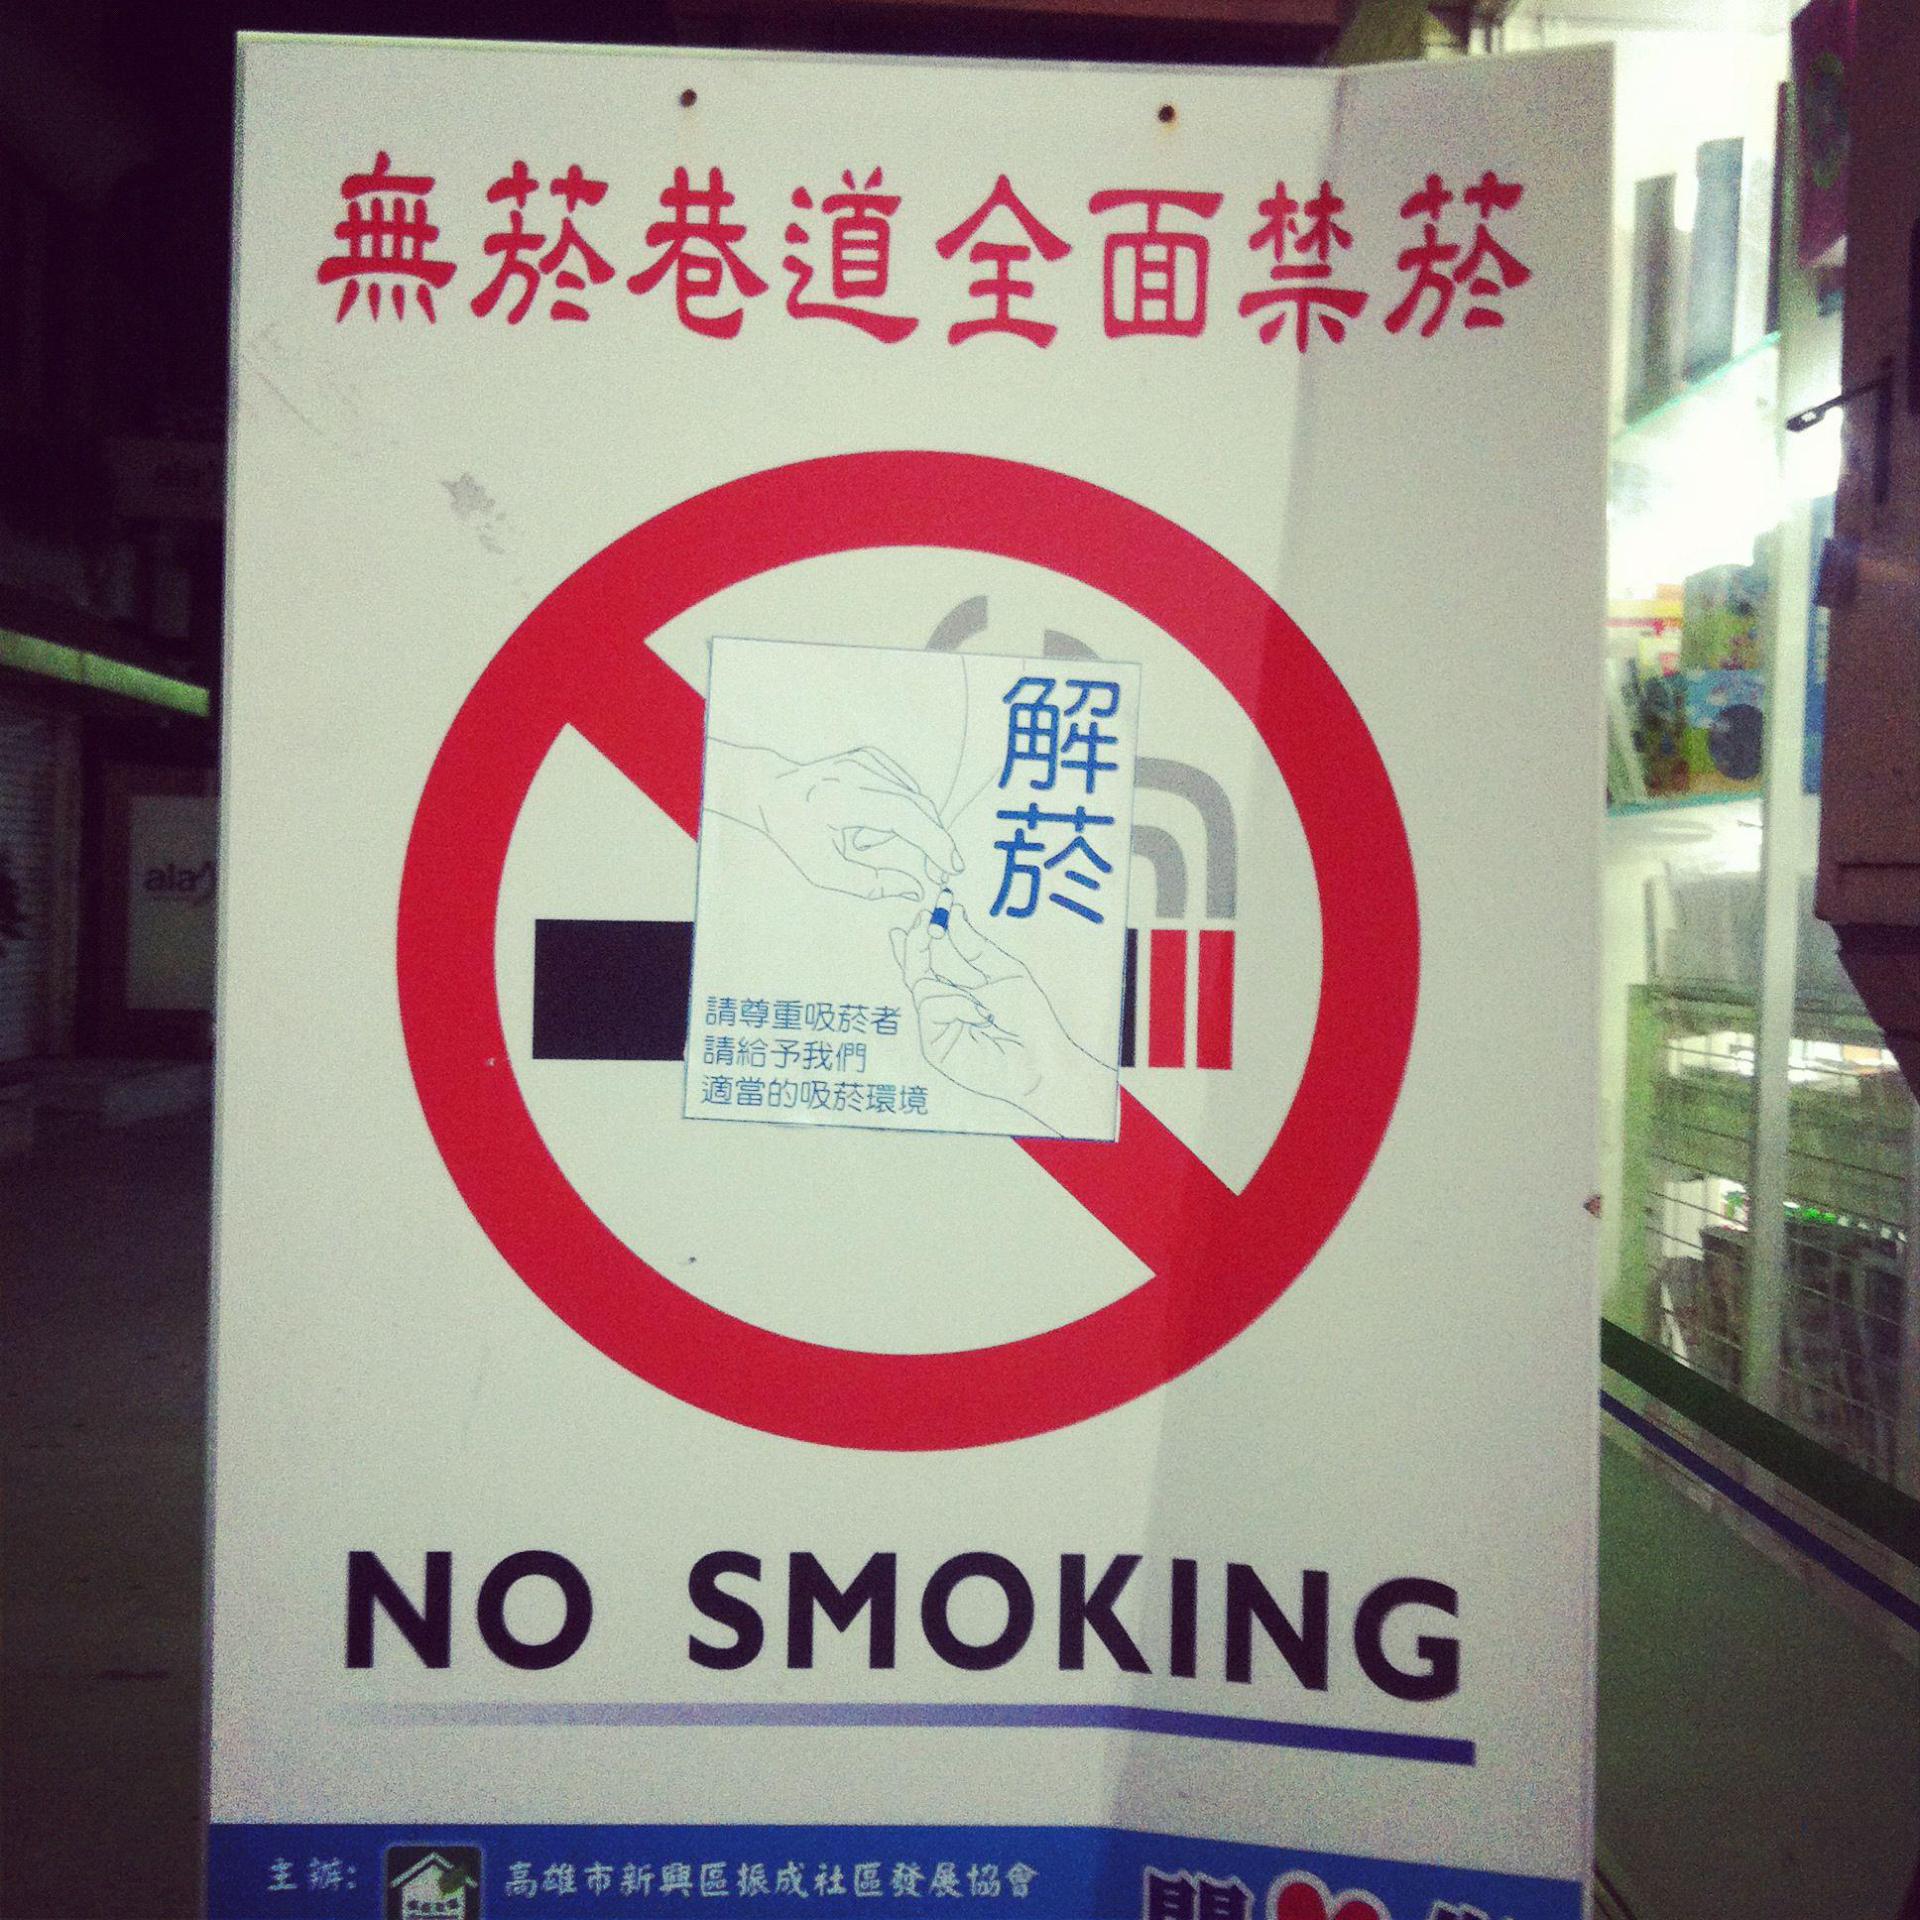 無菸巷道全面禁菸
解菸
請尊重吸菸者
請給予我們
適當的吸菸環境
NO SMOKING
主辦:
高雄市新興區振成社區發展協會